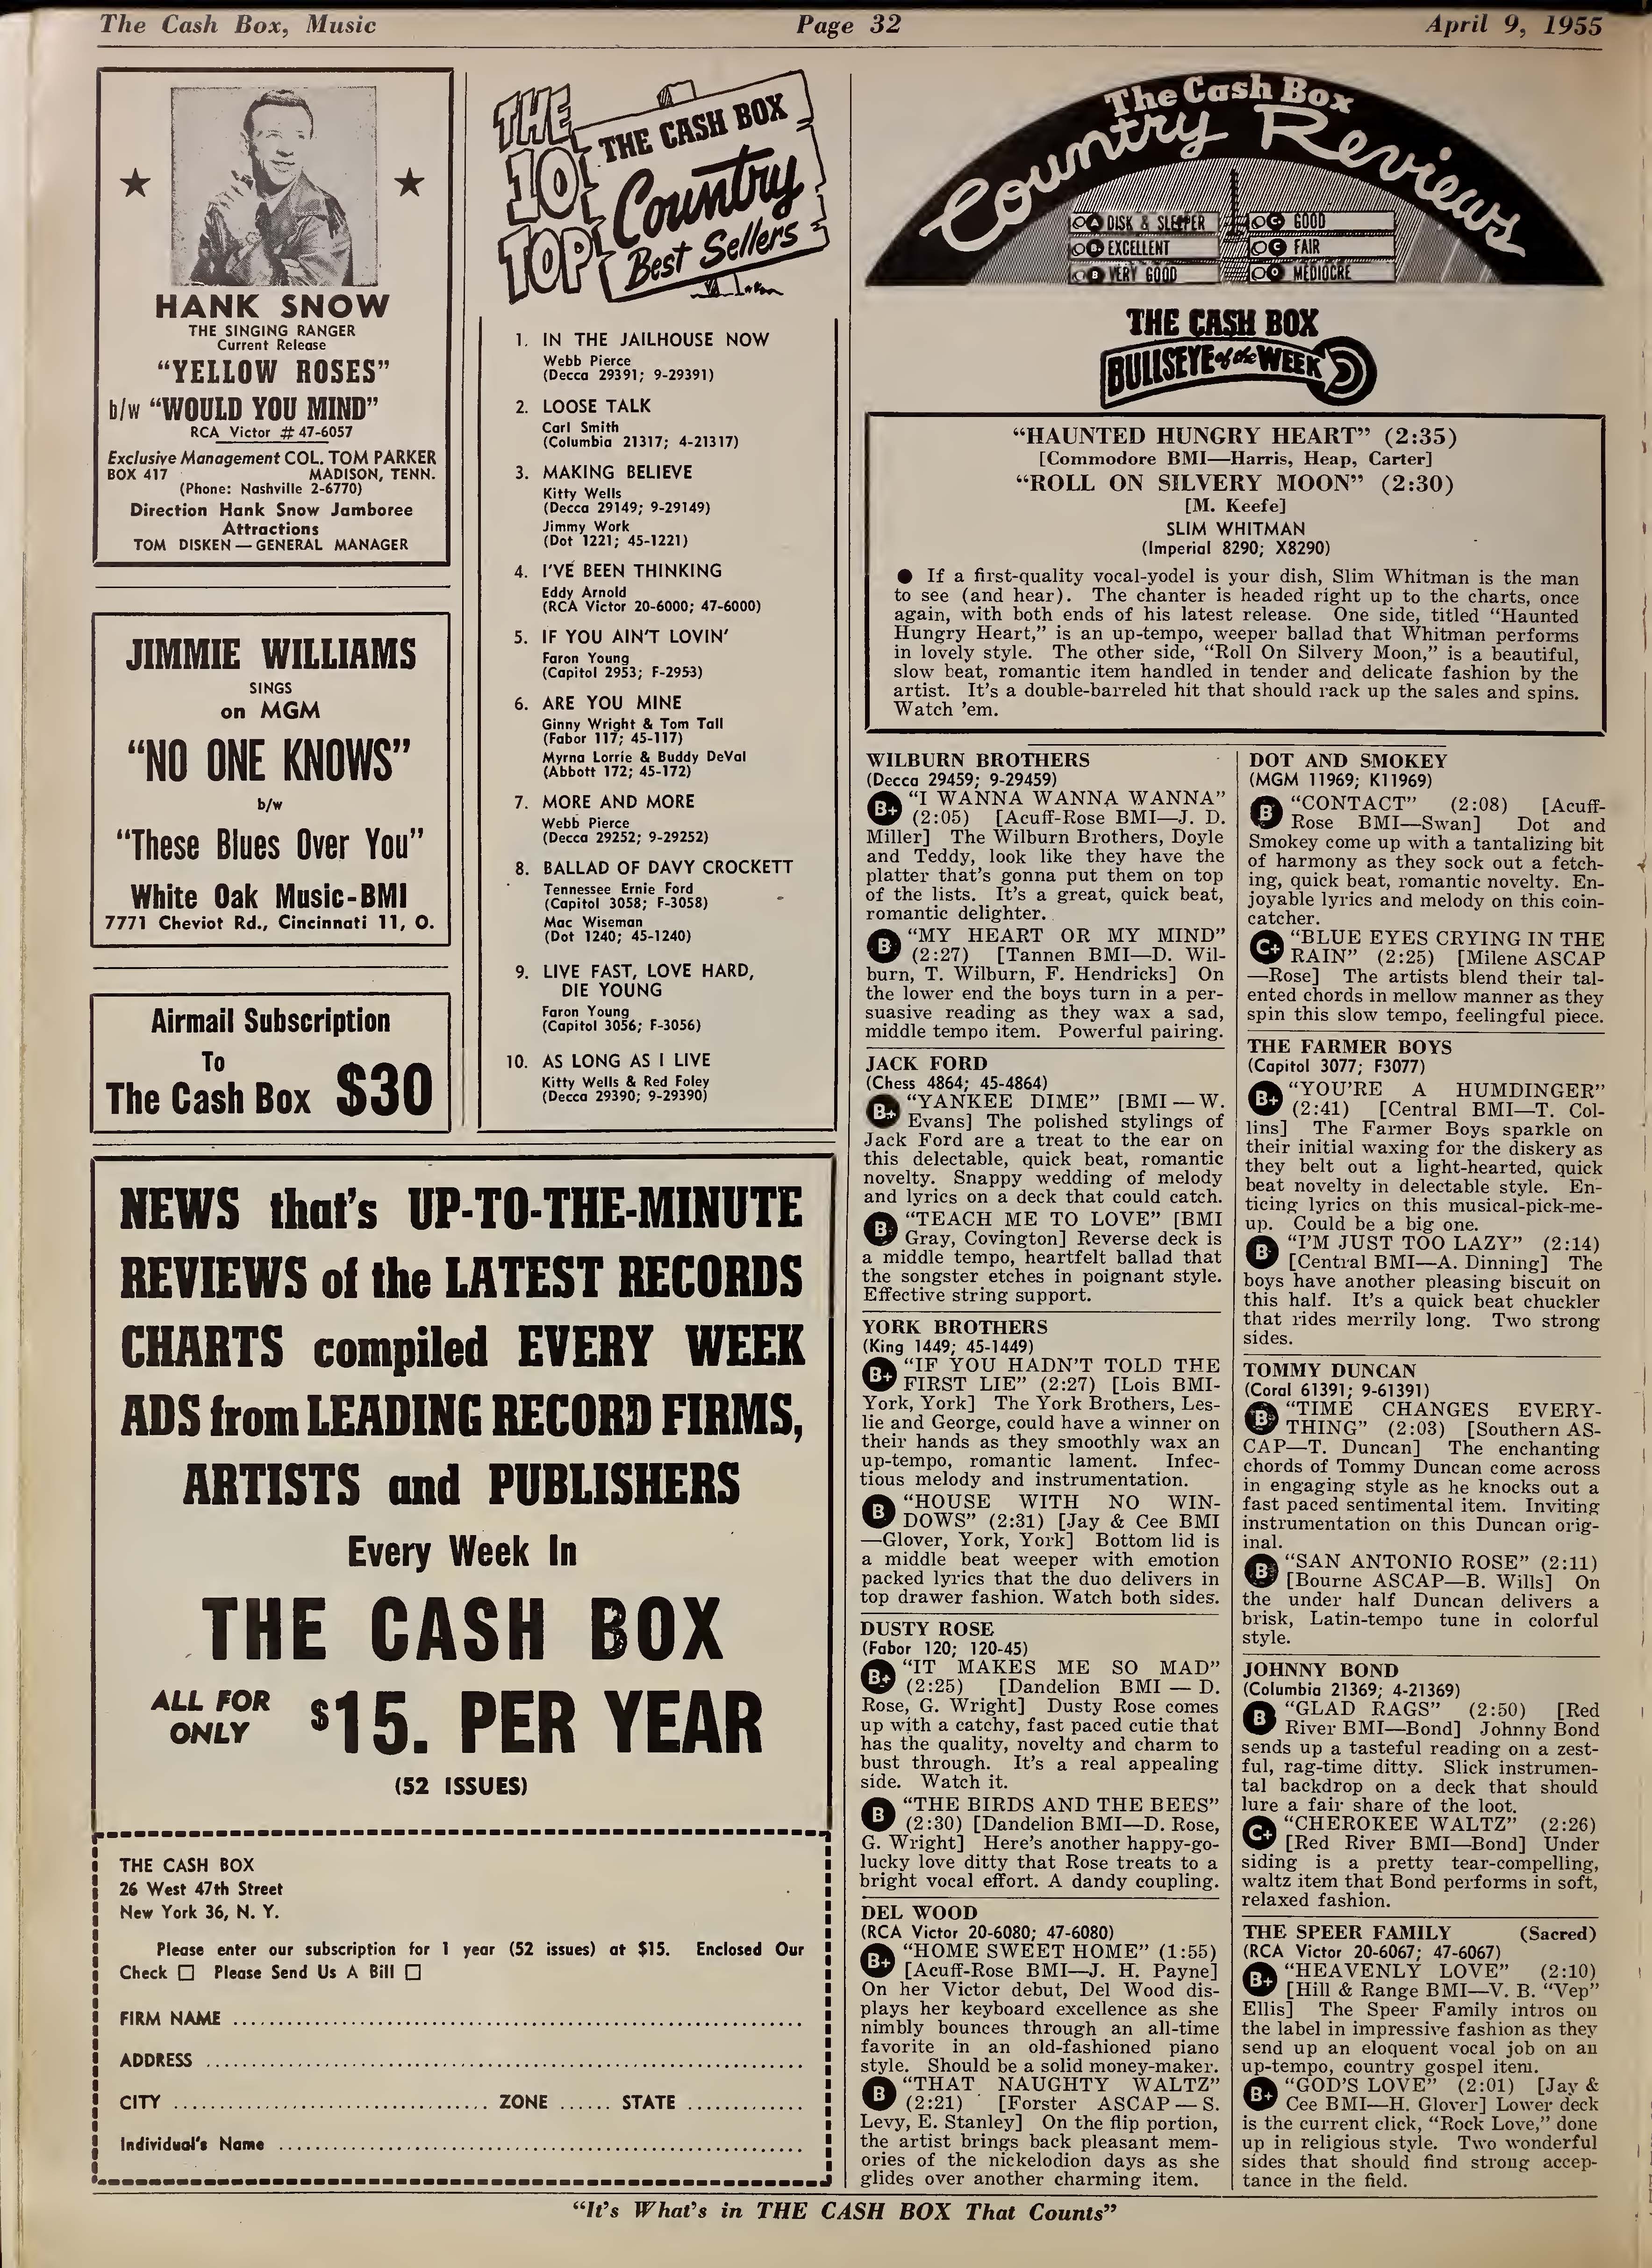 The Cash Box, Music
Page 32
April 9, 1955
HANK SNOW
THE SINGING RANGER
Current Release
“YELLOW ROSES”
b/w “WOULD YOU MIND”
RCA Victor # 47-6057
Exclusive Management COL. TOM PARKER
BOX 417 MADISON, TENN.
(Phone: Nashville 2-6770)
Direction Hank Snow Jamboree
Attractions
TOM DISKEN — GENERAL MANAGER
JIMMIE WILLIAMS
SINGS
on MGM
“NO ONE KNOWS”
b/w
“These Blues Over You”
White Oak Music-BMI
7771 Cheviot Rd., Cincinnati 11, O.
Airmail Subscription
To
The Cash Box $30
THE
10
TOP
THE CASH BOX
Country
Best Sellers
1. IN THE JAILHOUSE NOW
Webb Pierce
(Decca 29391; 9-29391)
2. LOOSE TALK
Carl Smith
(Columbia 21317; 4-21317)
3. MAKING BELIEVE
Kitty Wells
(Decca 29149; 9-29149)
Jimmy Work
(Dot 1221; 45-1221)
4. I'VE BEEN THINKING
Eddy Arnold
(RCA Victor 20-6000; 47-6000)
5. IF YOU AIN'T LOVIN'
Faron Young
(Capitol 2953; F-2953)
6. ARE YOU MINE
Ginny Wright & Tom Tall
(Fabor 117; 45-117)
Myrna Lorrie & Buddy DeVal
(Abbott 172; 45-172)
7. MORE AND MORE
Webb Pierce
(Decca 29252; 9-29252)
8. BALLAD OF DAVY CROCKETT
Tennessee Ernie Ford
(Capitol 3058; F-3058)
Mac Wiseman
(Dot 1240; 45-1240)
9. LIVE FAST, LOVE HARD,
DIE YOUNG
Faron Young
(Capitol 3056; F-3056)
10. AS LONG AS I LIVE
Kitty Wells & Red Foley
(Decca 29390; 9-29390)
NEWS that's UP-TO-THE-MINUTE
REVIEWS of the LATEST RECORDS
CHARTS compiled EVERY WEEK
ADS from LEADING RECORD FIRMS,
ARTISTS and PUBLISHERS
Every Week In
THE CASH BOX
ALL FOR
ONLY
$15. PER YEAR
(52 ISSUES)
THE CASH BOX
26 West 47th Street
New York 36, N. Y.
Please enter our subscription for 1 year (52 issues) at $15. Enclosed Our
Check ☐ Please Send Us A Bill ☐
FIRM NAME
ADDRESS
CITY ZONE STATE
Individual's Name
The Cash Box
Country Reviews
DISK & SLEEPER
EXCELLENT
B VERY GOOD
C+ GOOD
C FAIR
MEDIOCRE
THE CASH BOX
BULLSEYE of the WEEK
“HAUNTED HUNGRY HEART” (2:35)
[Commodore BMI—Harris, Heap, Carter]
“ROLL ON SILVERY MOON” (2:30)
[M. Keefe]
SLIM WHITMAN
(Imperial 8290; X8290)
● If a first-quality vocal-yodel is your dish, Slim Whitman is the man
to see (and hear). The chanter is headed right up to the charts, once
again, with both ends of his latest release. One side, titled “Haunted
Hungry Heart,” is an up-tempo, weeper ballad that Whitman performs
in lovely style. The other side, “Roll On Silvery Moon,” is a beautiful,
slow beat, romantic item handled in tender and delicate fashion by the
artist. It's a double-barreled hit that should rack up the sales and spins.
Watch 'em.
WILBURN BROTHERS
(Decca 29459; 9-29459)
B+ “I WANNA WANNA WANNA”
(2:05) [Acuff-Rose BMI—J. D.
Miller] The Wilburn Brothers, Doyle
and Teddy, look like they have the
platter that's gonna put them on top
of the lists. It's a great, quick beat,
romantic delighter.
B “MY HEART OR MY MIND”
(2:27) [Tannen BMI—D. Wil-
burn, T. Wilburn, F. Hendricks] On
the lower end the boys turn in a per-
suasive reading as they wax a sad,
middle tempo item. Powerful pairing.
JACK FORD
(Chess 4864; 45-4864)
B+ “YANKEE DIME” [BMI — W.
Evans] The polished stylings of
Jack Ford are a treat to the ear on
this delectable, quick beat, romantic
novelty. Snappy wedding of melody
and lyrics on a deck that could catch.
B “TEACH ME TO LOVE” [BMI
Gray, Covington] Reverse deck is
a middle tempo, heartfelt ballad that
the songster etches in poignant style.
Effective string support.
YORK BROTHERS
(King 1449; 45-1449)
B+ “IF YOU HADN'T TOLD THE
FIRST LIE” (2:27) [Lois BMI-
York, York] The York Brothers, Les-
lie and George, could have a winner on
their hands as they smoothly wax an
up-tempo, romantic lament. Infec-
tious melody and instrumentation.
B “HOUSE WITH NO WIN-
DOWS” (2:31) [Jay & Cee BMI
—Glover, York, York] Bottom lid is
a middle beat weeper with emotion
packed lyrics that the duo delivers in
top drawer fashion. Watch both sides.
DUSTY ROSE
(Fabor 120; 120-45)
B+ “IT MAKES ME SO MAD”
(2:25) [Dandelion BMI — D.
Rose, G. Wright] Dusty Rose comes
up with a catchy, fast paced cutie that
has the quality, novelty and charm to
bust through. It's a real appealing
side. Watch it.
B “THE BIRDS AND THE BEES”
(2:30) [Dandelion BMI—D. Rose,
G. Wright] Here's another happy-go-
lucky love ditty that Rose treats to a
bright vocal effort. A dandy coupling.
DEL WOOD
(RCA Victor 20-6080; 47-6080)
B+ “HOME SWEET HOME” (1:55)
[Acuff-Rose BMI—J. H. Payne]
On her Victor debut, Del Wood dis-
plays her keyboard excellence as she
nimbly bounces through an all-time
favorite in an old-fashioned piano
style. Should be a solid money-maker.
B “THAT NAUGHTY WALTZ”
(2:21) [Forster ASCAP — S.
Levy, E. Stanley] On the flip portion,
the artist brings back pleasant mem-
ories of the nickelodion days as she
glides over another charming item.
DOT AND SMOKEY
(MGM 11969; K11969)
B “CONTACT” (2:08) [Acuff-
Rose BMI—Swan] Dot and
Smokey come up with a tantalizing bit
of harmony as they sock out a fetch-
ing, quick beat, romantic novelty. En-
joyable lyrics and melody on this coin-
catcher.
C+ “BLUE EYES CRYING IN THE
RAIN” (2:25) [Milene ASCAP
—Rose] The artists blend their tal-
ented chords in mellow manner as they
spin this slow tempo, feelingful piece.
THE FARMER BOYS
(Capitol 3077; F3077)
B+ “YOU'RE A HUMDINGER”
(2:41) [Central BMI—T. Col-
lins] The Farmer Boys sparkle on
their initial waxing for the diskery as
they belt out a light-hearted, quick
beat novelty in delectable style. En-
ticing lyrics on this musical-pick-me-
up. Could be a big one.
B “I'M JUST TOO LAZY” (2:14)
[Central BMI—A. Dinning] The
boys have another pleasing biscuit on
this half. It's a quick beat chuckler
that rides merrily long. Two strong
sides.
TOMMY DUNCAN
(Coral 61391; 9-61391)
B “TIME CHANGES EVERY-
THING” (2:03) [Southern AS-
CAP—T. Duncan] The enchanting
chords of Tommy Duncan come across
in engaging style as he knocks out a
fast paced sentimental item. Inviting
instrumentation on this Duncan orig-
inal.
B “SAN ANTONIO ROSE” (2:11)
[Bourne ASCAP—B. Wills] On
the under half Duncan delivers a
brisk, Latin-tempo tune in colorful
style.
JOHNNY BOND
(Columbia 21369; 4-21369)
B “GLAD RAGS” (2:50) [Red
River BMI—Bond] Johnny Bond
sends up a tasteful reading on a zest-
ful, rag-time ditty. Slick instrumen-
tal backdrop on a deck that should
lure a fair share of the loot.
C+ “CHEROKEE WALTZ” (2:26)
[Red River BMI—Bond] Under
siding is a pretty tear-compelling,
waltz item that Bond performs in soft,
relaxed fashion.
THE SPEER FAMILY (Sacred)
(RCA Victor 20-6067; 47-6067)
B+ “HEAVENLY LOVE” (2:10)
[Hill & Range BMI—V. B. “Vep”
Ellis] The Speer Family intros on
the label in impressive fashion as they
send up an eloquent vocal job on an
up-tempo, country gospel item.
B+ “GOD'S LOVE” (2:01) [Jay &
Cee BMI—H. Glover] Lower deck
is the current click, “Rock Love,” done
up in religious style. Two wonderful
sides that should find strong accep-
tance in the field.
“It's What's in THE CASH BOX That Counts”